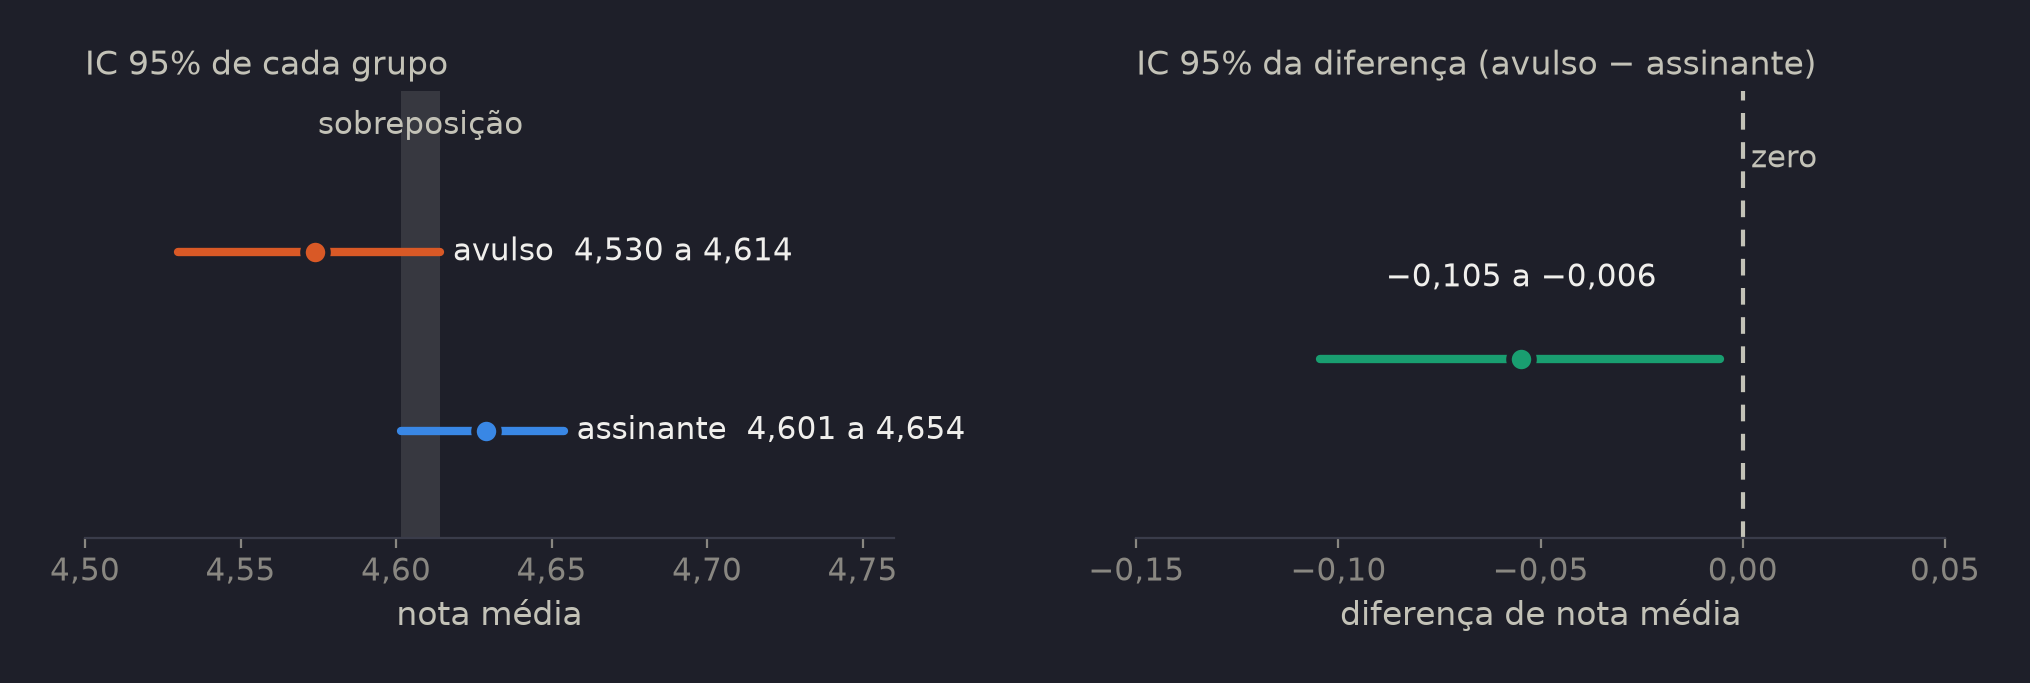 IC 95% de cada grupo
sobreposição
avulso  4,530 a 4,614
assinante  4,601 a 4,654
4,50 4,55 4,60 4,65 4,70 4,75
nota média
IC 95% da diferença (avulso − assinante)
zero
−0,105 a −0,006
−0,15 −0,10 −0,05 0,00 0,05
diferença de nota média